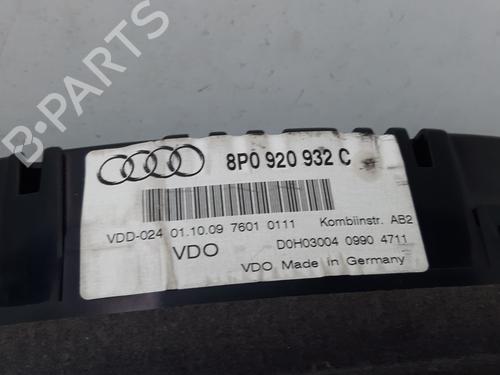 B-PARTS
8P0 920 932 C
VDD-024 01.10.09 7601 0111 Kombiinstr. AB2
VDO D0H03004 0990 4711
VDO Made in Germany